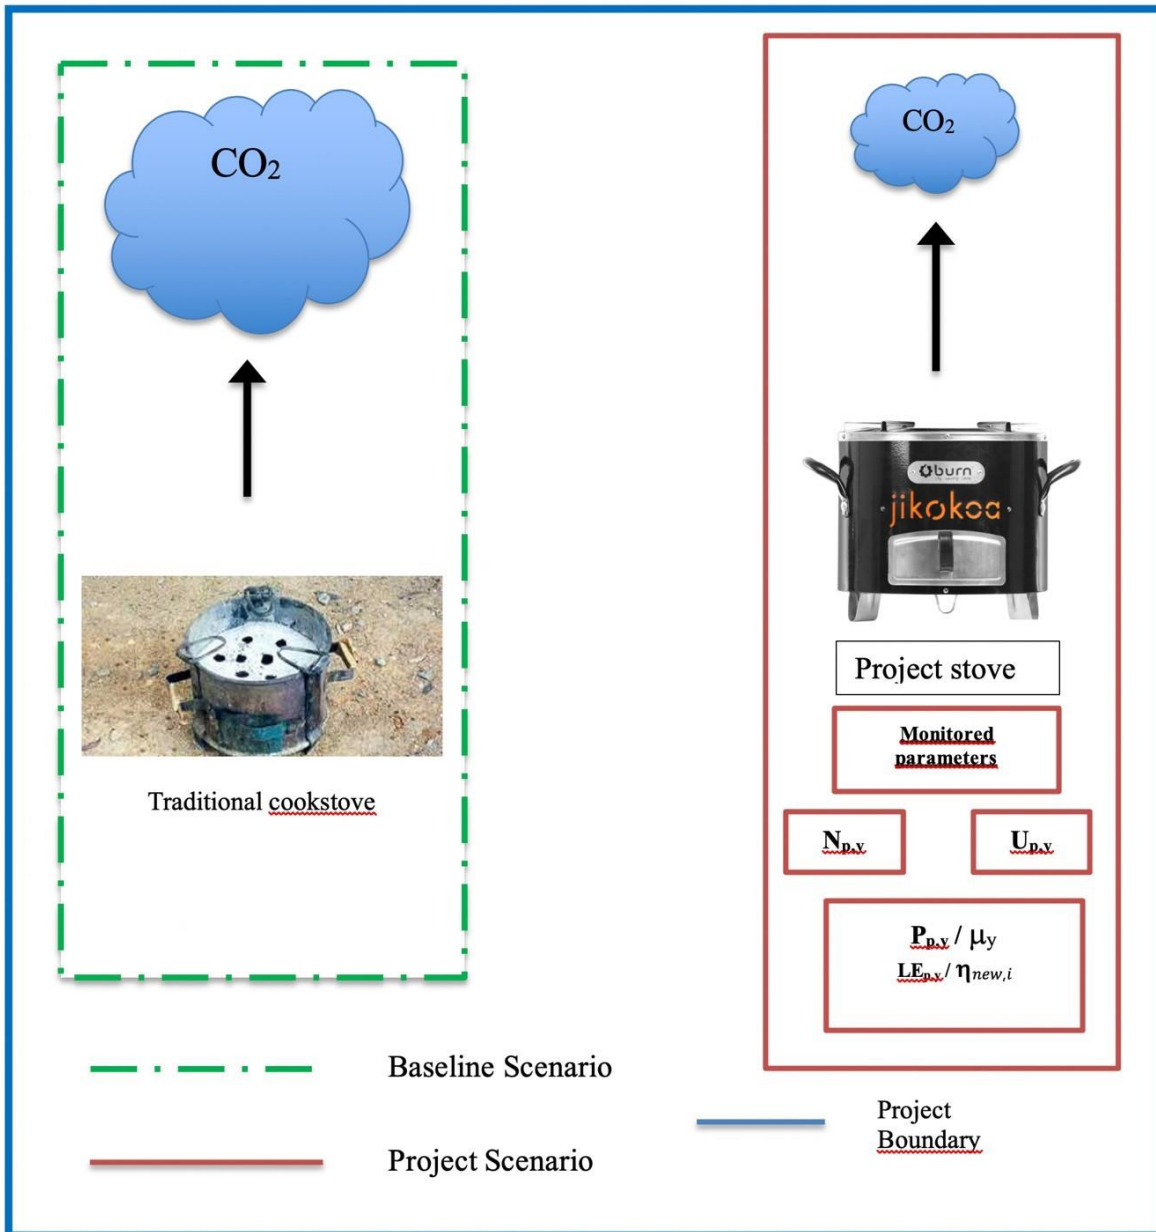 CO₂
Traditional cookstove
CO₂
burn
jikokoa
Project stove
Monitored
parameters
Np,y
Up,y
Pp,y / μy
LEp,y / ηnew,i
Baseline Scenario
Project Scenario
Project
Boundary